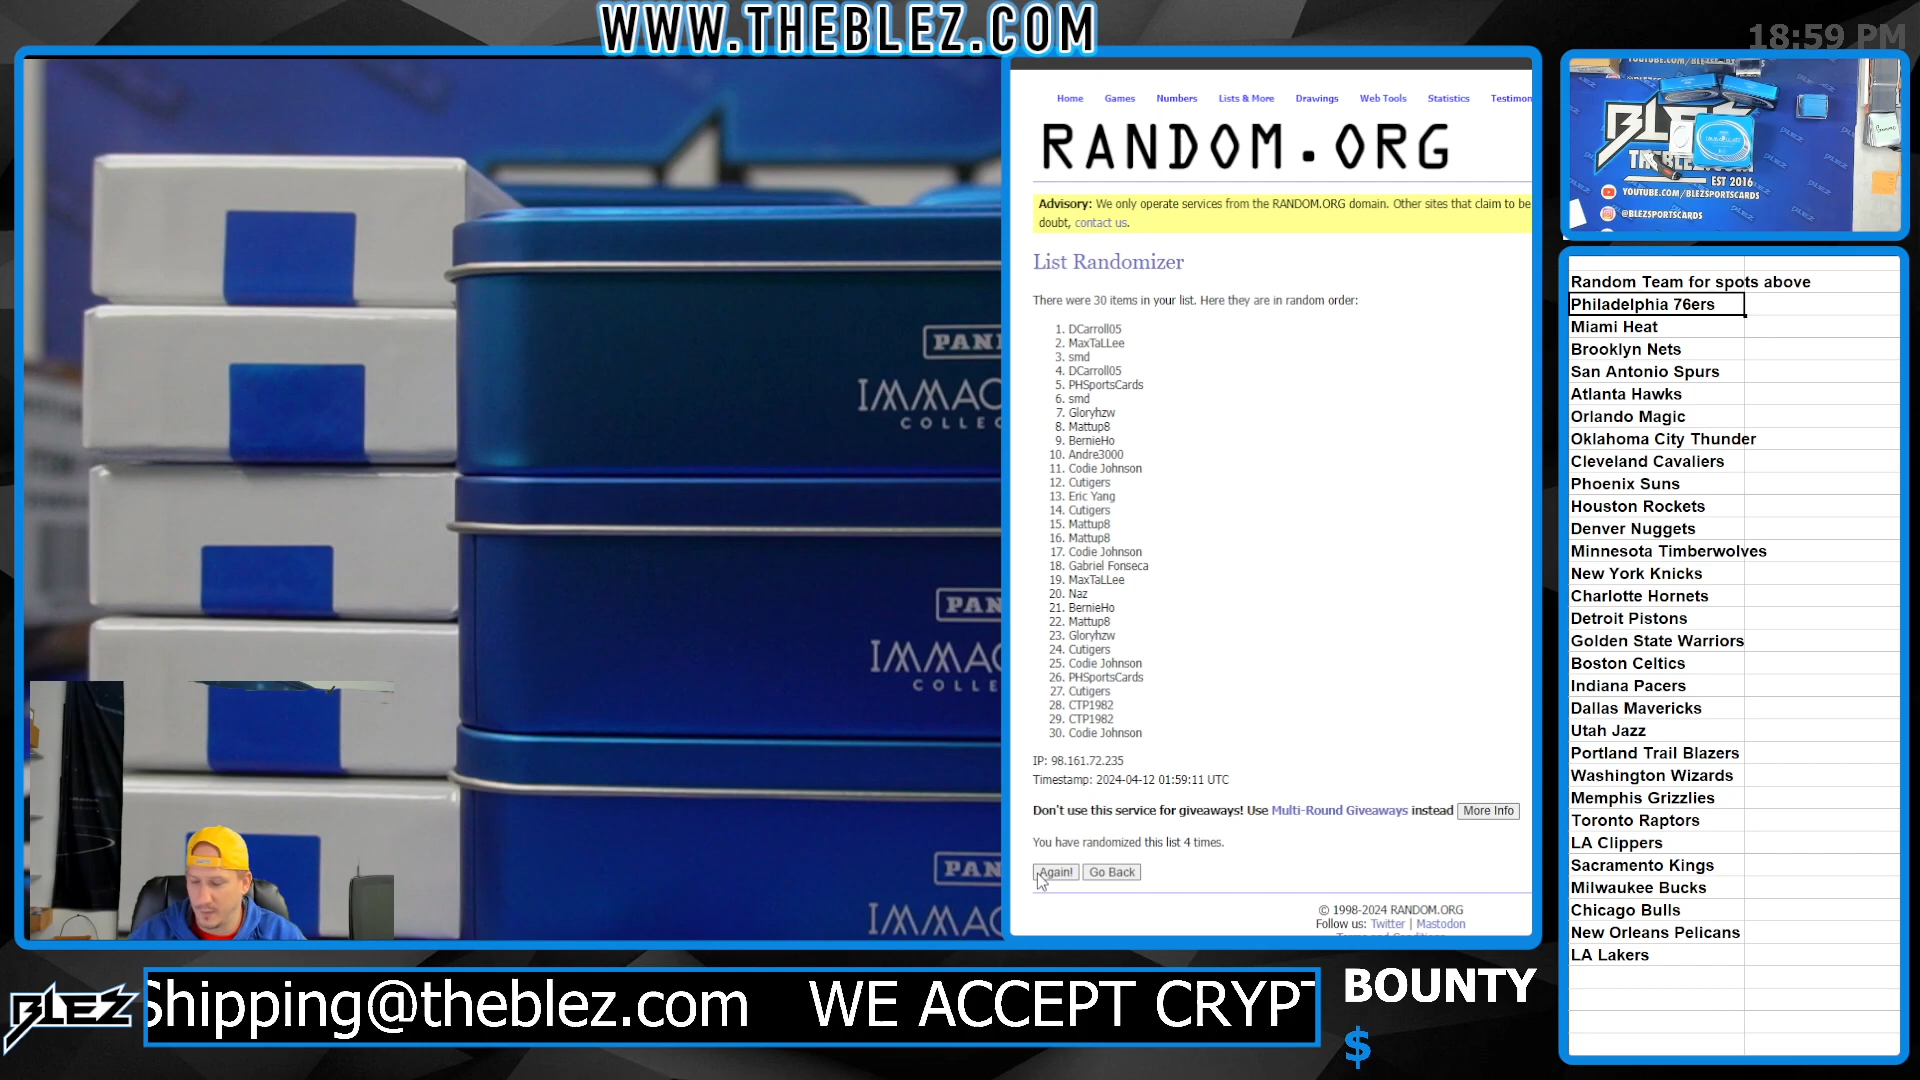 WWW.THEBLEZ.COM
18:59 PM
Home Games Numbers Lists & More Drawings Web Tools Statistics Testimon
RANDOM.ORG
Advisory: We only operate services from the RANDOM.ORG domain. Other sites that claim to be
doubt, contact us.
List Randomizer
There were 30 items in your list. Here they are in random order:
1. DCarroll05
2. MaxTaLLee
3. smd
4. DCarroll05
5. PHSportsCards
6. smd
7. Gloryhzw
8. Mattup8
9. BernieHo
10. Andre3000
11. Codie Johnson
12. Cutigers
13. Eric Yang
14. Cutigers
15. Mattup8
16. Mattup8
17. Codie Johnson
18. Gabriel Fonseca
19. MaxTaLLee
20. Naz
21. BernieHo
22. Mattup8
23. Gloryhzw
24. Cutigers
25. Codie Johnson
26. PHSportsCards
27. Cutigers
28. CTP1982
29. CTP1982
30. Codie Johnson
IP: 98.161.72.235
Timestamp: 2024-04-12 01:59:11 UTC
Don't use this service for giveaways! Use Multi-Round Giveaways instead More Info
You have randomized this list 4 times.
Again! Go Back
© 1998-2024 RANDOM.ORG
Follow us: Twitter | Mastodon
PANI
IMMAC
COLLEC
PAN
IMMAC
COLLE
PAN
IMMAC
BLEZ
THEBLEZ.com
EST 2016
YOUTUBE.COM/BLEZSPORTSCARDS
@BLEZSPORTSCARDS
Random Team for spots above
Philadelphia 76ers
Miami Heat
Brooklyn Nets
San Antonio Spurs
Atlanta Hawks
Orlando Magic
Oklahoma City Thunder
Cleveland Cavaliers
Phoenix Suns
Houston Rockets
Denver Nuggets
Minnesota Timberwolves
New York Knicks
Charlotte Hornets
Detroit Pistons
Golden State Warriors
Boston Celtics
Indiana Pacers
Dallas Mavericks
Utah Jazz
Portland Trail Blazers
Washington Wizards
Memphis Grizzlies
Toronto Raptors
LA Clippers
Sacramento Kings
Milwaukee Bucks
Chicago Bulls
New Orleans Pelicans
LA Lakers
BLEZ
Shipping@theblez.com WE ACCEPT CRYPT
BOUNTY
$